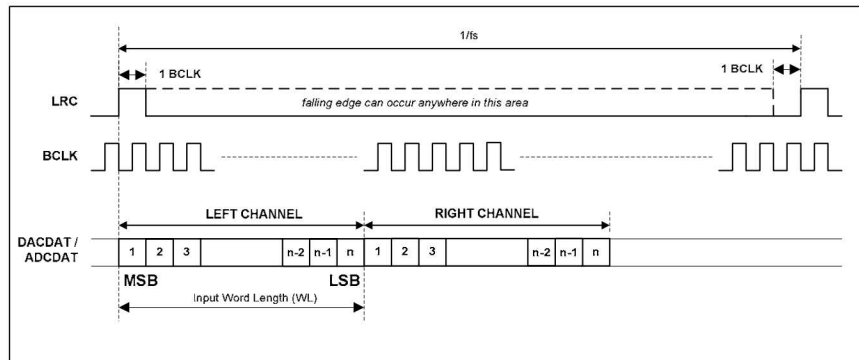 1/fs
1 BCLK
1 BCLK
LRC
falling edge can occur anywhere in this area
BCLK
LEFT CHANNEL
RIGHT CHANNEL
DACDAT /
ADCDAT
1 2 3 n-2 n-1 n 1 2 3 n-2 n-1 n
MSB
LSB
Input Word Length (WL)